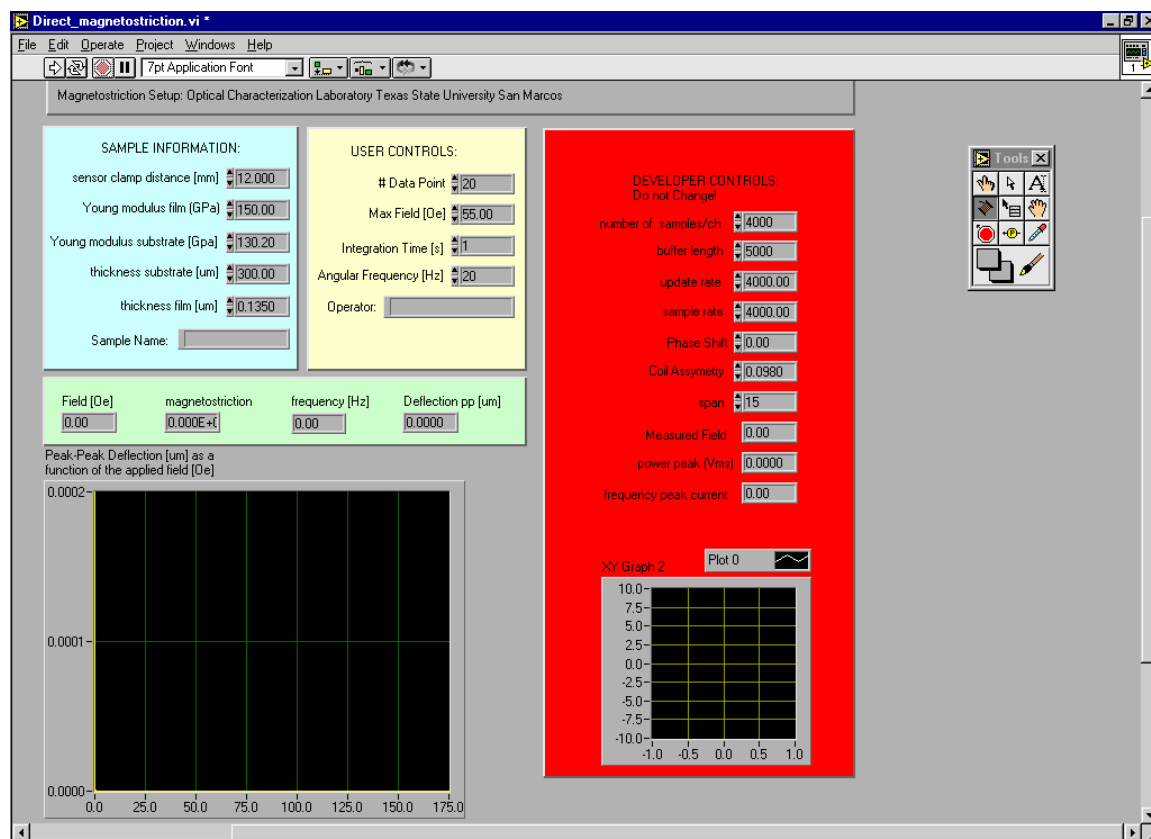 Direct_magnetostriction.vi *
File Edit Operate Project Windows Help
7pt Application Font
1
Magnetostriction Setup: Optical Characterization Laboratory Texas State University San Marcos
SAMPLE INFORMATION:
sensor clamp distance [mm] 12.000
Young modulus film (GPa) 150.00
Young modulus substrate [Gpa] 130.20
thickness substrate [um] 300.00
thickness film [um] 0.1350
Sample Name:
USER CONTROLS:
# Data Point 20
Max Field [Oe] 55.00
Integration Time [s] 1
Angular Frequency [Hz] 20
Operator:
DEVELOPER CONTROLS:
Do not Change!
number of samples/ch 4000
buffer length 5000
update rate 4000.00
sample rate 4000.00
Phase Shift 0.00
Coil Assymetry 0.0980
span 15
Measured Field 0.00
power peak (Vrms) 0.0000
frequency peak current 0.00
Tools
Field [Oe] magnetostriction frequency [Hz] Deflection pp [um]
0.00 0.000E+0 0.00 0.0000
Peak-Peak Deflection [um] as a
function of the applied field [Oe]
0.0002
0.0001
0.0000
0.0 25.0 50.0 75.0 100.0 125.0 150.0 175.0
XY Graph 2 Plot 0
10.0
7.5
5.0
2.5
0.0
-2.5
-5.0
-7.5
-10.0
-1.0 -0.5 0.0 0.5 1.0